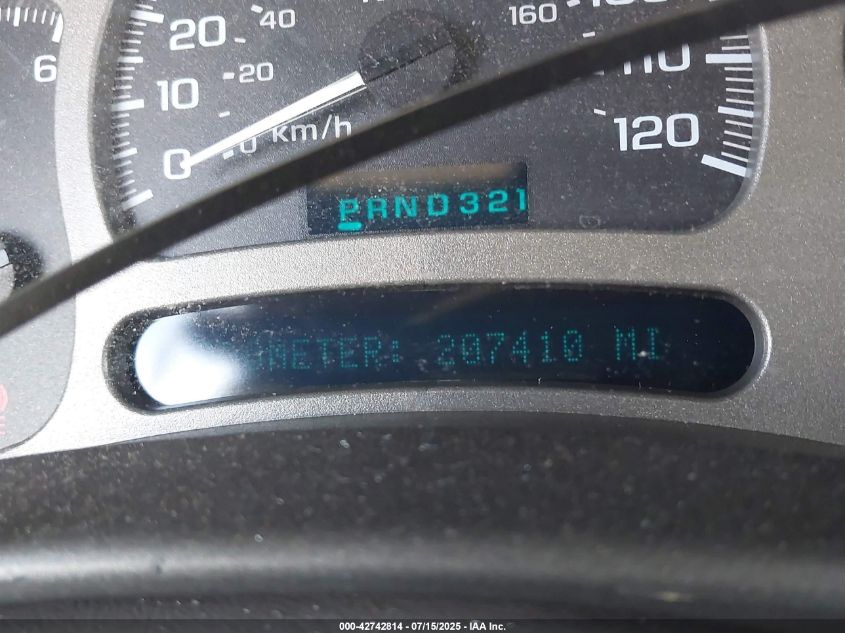 20 40 160
6 10 20 110
0 0 km/h 120
PRND321
METER: 207410 MI
000-42742814 - 07/15/2025 - IAA Inc.